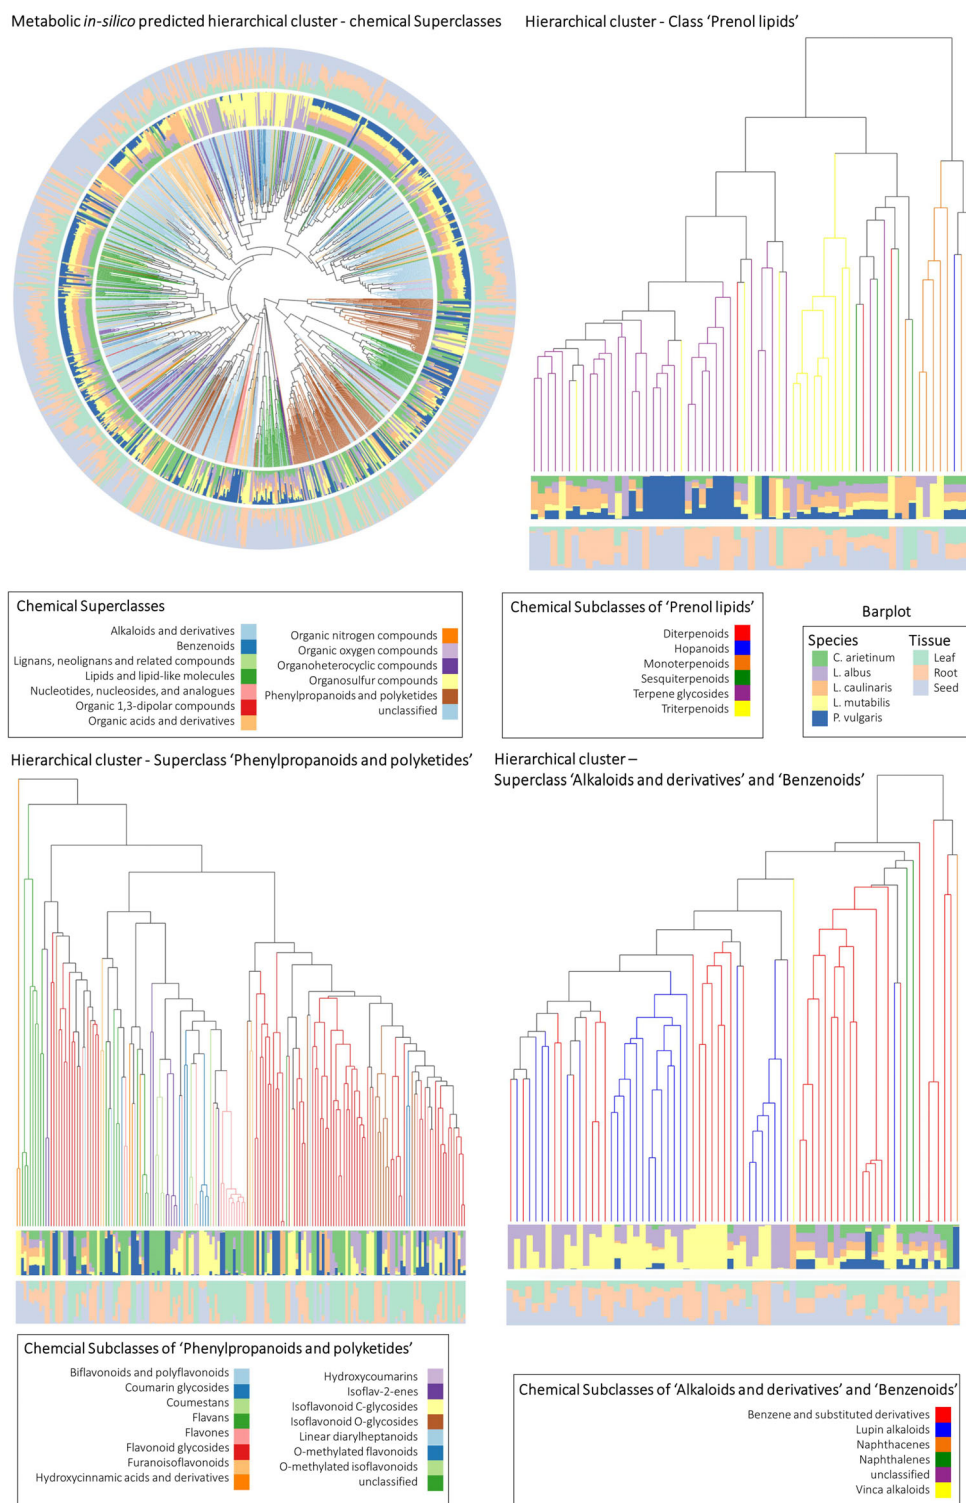 Metabolic in-silico predicted hierarchical cluster - chemical Superclasses
Hierarchical cluster - Class ‘Prenol lipids’
Chemical Superclasses
Alkaloids and derivatives
Benzenoids
Lignans, neolignans and related compounds
Lipids and lipid-like molecules
Nucleotides, nucleosides, and analogues
Organic 1,3-dipolar compounds
Organic acids and derivatives
Organic nitrogen compounds
Organic oxygen compounds
Organoheterocyclic compounds
Organosulfur compounds
Phenylpropanoids and polyketides
unclassified
Chemical Subclasses of ‘Prenol lipids’
Diterpenoids
Hopanoids
Monoterpenoids
Sesquiterpenoids
Terpene glycosides
Triterpenoids
Barplot
Species
C. arietinum
L. albus
L. caulinaris
L. mutabilis
P. vulgaris
Tissue
Leaf
Root
Seed
Hierarchical cluster - Superclass ‘Phenylpropanoids and polyketides’
Hierarchical cluster –
Superclass ‘Alkaloids and derivatives’ and ‘Benzenoids’
Chemcial Subclasses of ‘Phenylpropanoids and polyketides’
Biflavonoids and polyflavonoids
Coumarin glycosides
Coumestans
Flavans
Flavones
Flavonoid glycosides
Furanoisoflavonoids
Hydroxycinnamic acids and derivatives
Hydroxycoumarins
Isoflav-2-enes
Isoflavonoid C-glycosides
Isoflavonoid O-glycosides
Linear diarylheptanoids
O-methylated flavonoids
O-methylated isoflavonoids
unclassified
Chemical Subclasses of ‘Alkaloids and derivatives’ and ‘Benzenoids’
Benzene and substituted derivatives
Lupin alkaloids
Naphthacenes
Naphthalenes
unclassified
Vinca alkaloids